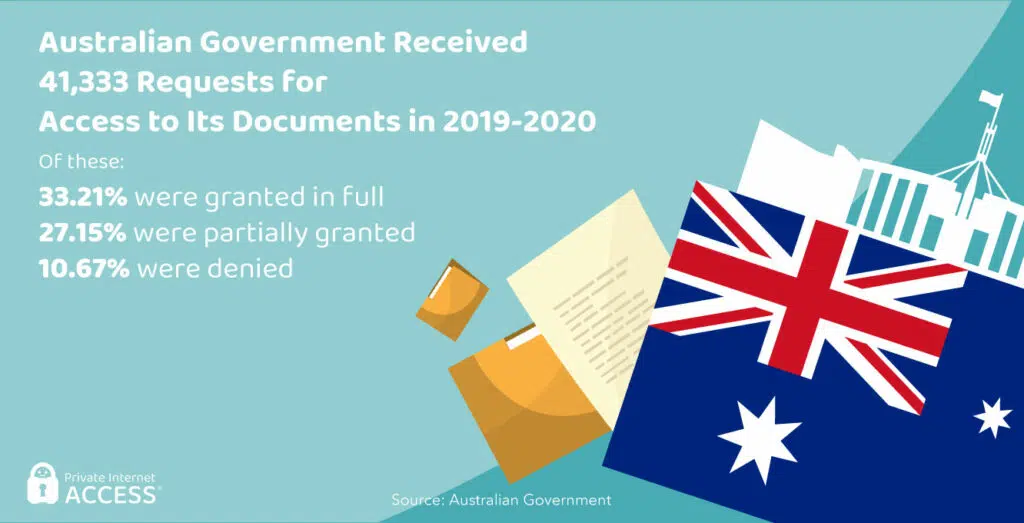 Australian Government Received
41,333 Requests for
Access to Its Documents in 2019-2020
Of these:
33.21% were granted in full
27.15% were partially granted
10.67% were denied
Private Internet
ACCESS®
Source: Australian Government